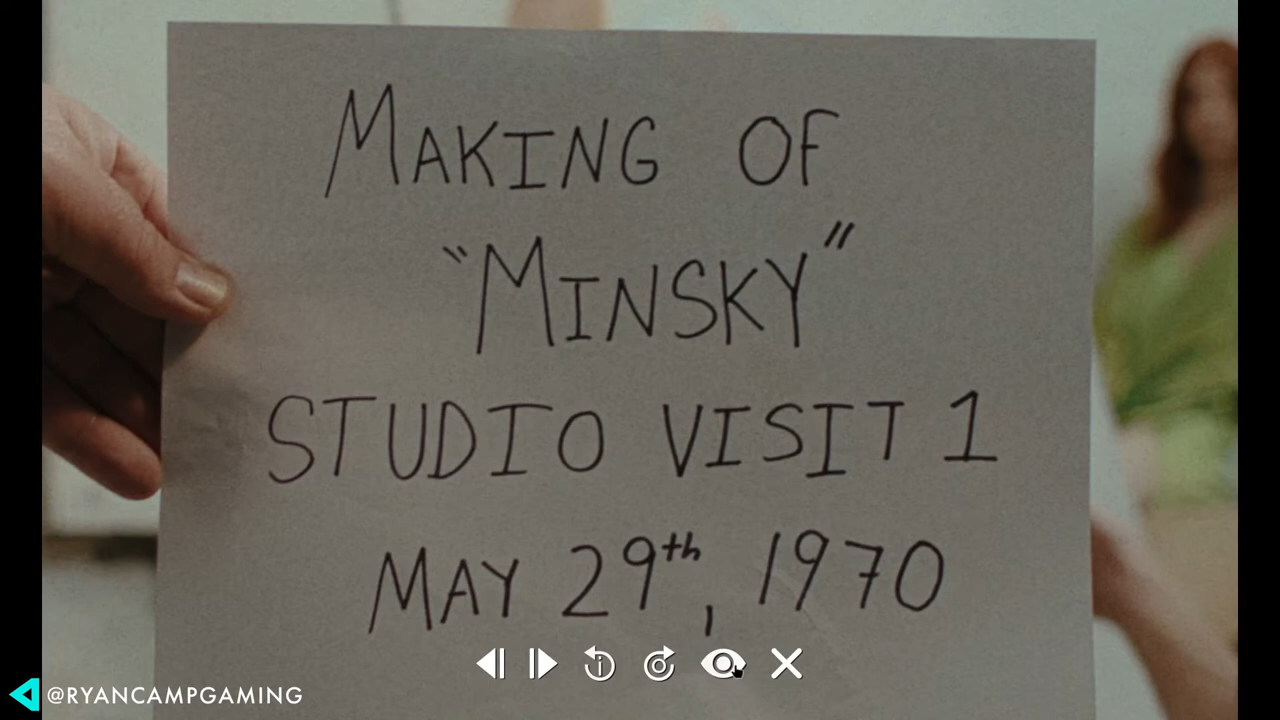 MAKING OF
"MINSKY"
STUDIO VISIT 1
MAY 29th, 1970
@RYANCAMPGAMING